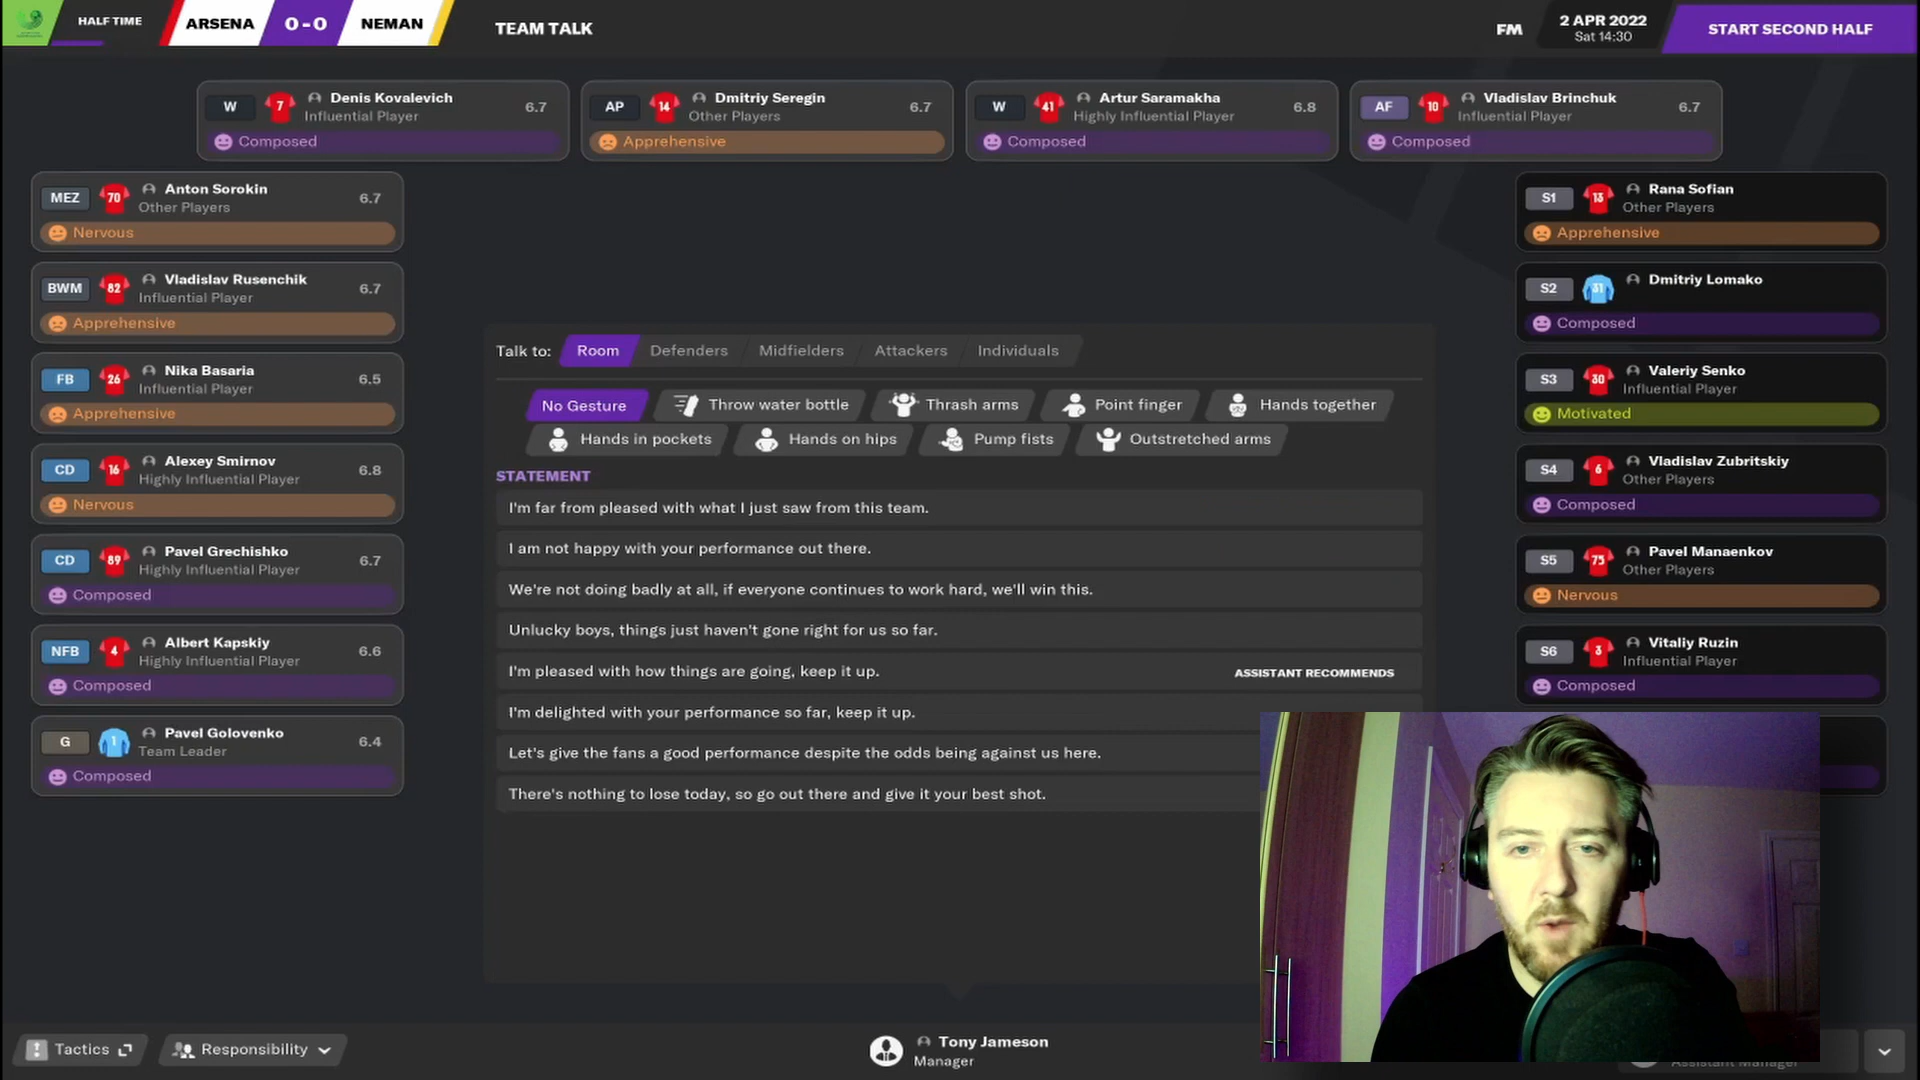 HALF TIME
ARSENA 0-0 NEMAN
TEAM TALK
FM
2 APR 2022
Sat 14:30
START SECOND HALF
W 7 Denis Kovalevich 6.7
Influential Player
Composed
AP 14 Dmitriy Seregin 6.7
Other Players
Apprehensive
W 41 Artur Saramakha 6.8
Highly Influential Player
Composed
AF 10 Vladislav Brinchuk 6.7
Influential Player
Composed
MEZ 70 Anton Sorokin 6.7
Other Players
Nervous
BWM 82 Vladislav Rusenchik 6.7
Influential Player
Apprehensive
FB 26 Nika Basaria 6.5
Influential Player
Apprehensive
CD 16 Alexey Smirnov 6.8
Highly Influential Player
Nervous
CD 89 Pavel Grechishko 6.7
Highly Influential Player
Composed
NFB 4 Albert Kapskiy 6.6
Highly Influential Player
Composed
G 1 Pavel Golovenko 6.4
Team Leader
Composed
Talk to: Room Defenders Midfielders Attackers Individuals
No Gesture Throw water bottle Thrash arms Point finger Hands together
Hands in pockets Hands on hips Pump fists Outstretched arms
STATEMENT
I'm far from pleased with what I just saw from this team.
I am not happy with your performance out there.
We're not doing badly at all, if everyone continues to work hard, we'll win this.
Unlucky boys, things just haven't gone right for us so far.
I'm pleased with how things are going, keep it up. ASSISTANT RECOMMENDS
I'm delighted with your performance so far, keep it up.
Let's give the fans a good performance despite the odds being against us here.
There's nothing to lose today, so go out there and give it your best shot.
S1 13 Rana Sofian
Other Players
Apprehensive
S2 31 Dmitriy Lomako
Composed
S3 30 Valeriy Senko
Influential Player
Motivated
S4 6 Vladislav Zubritskiy
Other Players
Composed
S5 75 Pavel Manaenkov
Other Players
Nervous
S6 3 Vitaliy Ruzin
Influential Player
Composed
Tactics
Responsibility
Tony Jameson
Manager
Assistant Manager